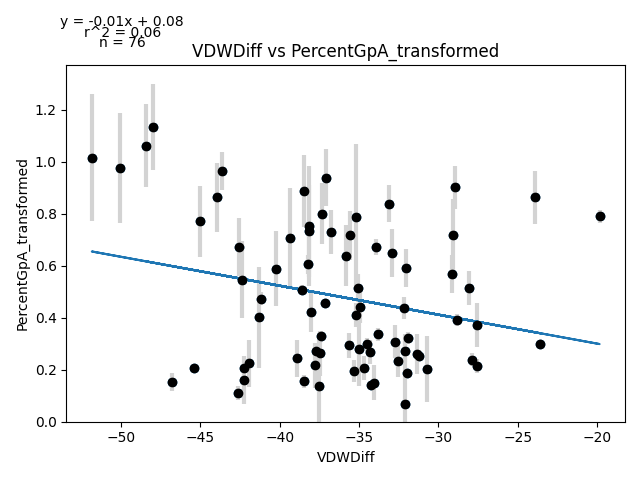 y = -0.01x + 0.08
r^2 = 0.06
n = 76
VDWDiff vs PercentGpA_transformed
PercentGpA_transformed
1.2
1.0
0.8
0.6
0.4
0.2
0.0
−50
−45
−40
−35
−30
−25
−20
VDWDiff